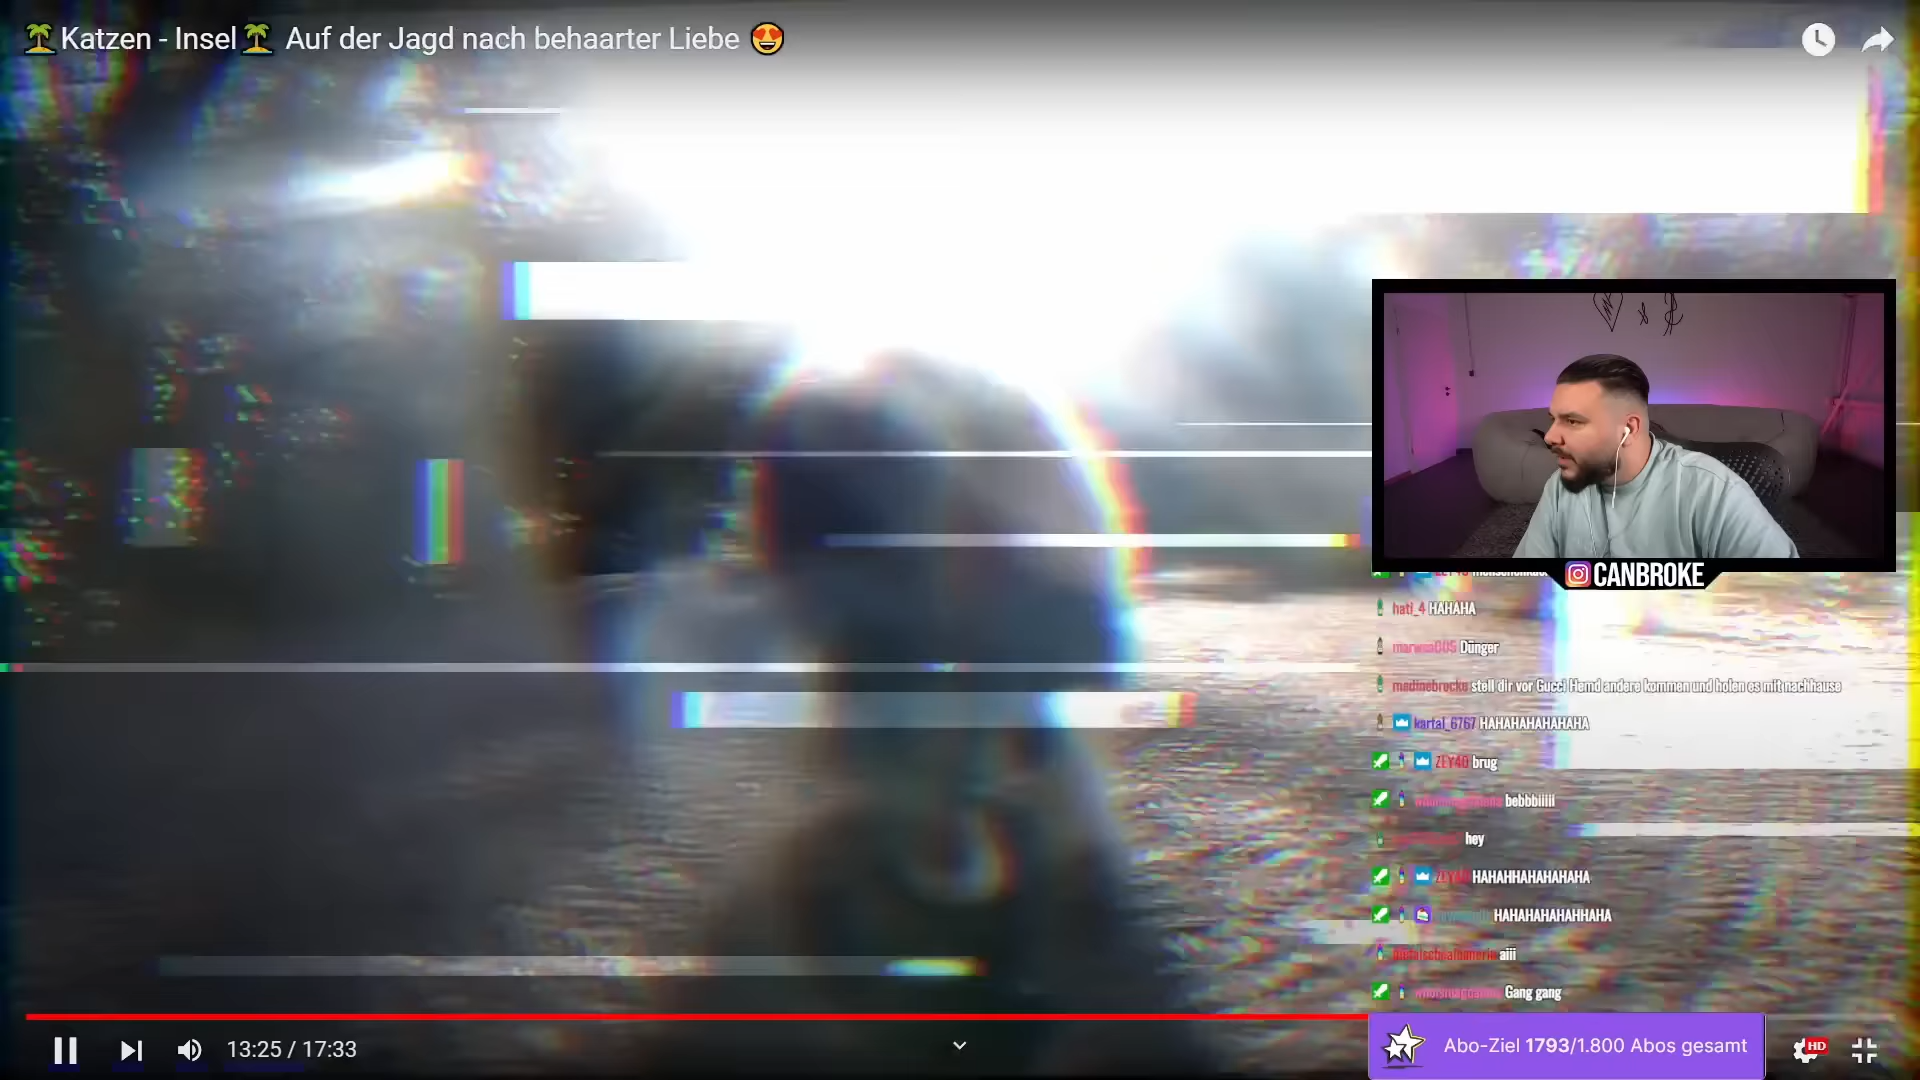 🏝️Katzen - Insel🏝️ Auf der Jagd nach behaarter Liebe 😍
CANBROKE
hati_4 HAHAHA
Dünger
madinebrocke stell dir vor Gucci Hemd andere kommen und holen es mit nachhause
kartal_6767 HAHAHAHAHAHAHA
ZEY40 brug
bebbbiiiii
hey
HAHAHHAHAHAHAHA
HAHAHAHAHAHHAHA
aiii
Gang gang
13:25 / 17:33
Abo-Ziel 1793/1.800 Abos gesamt
HD